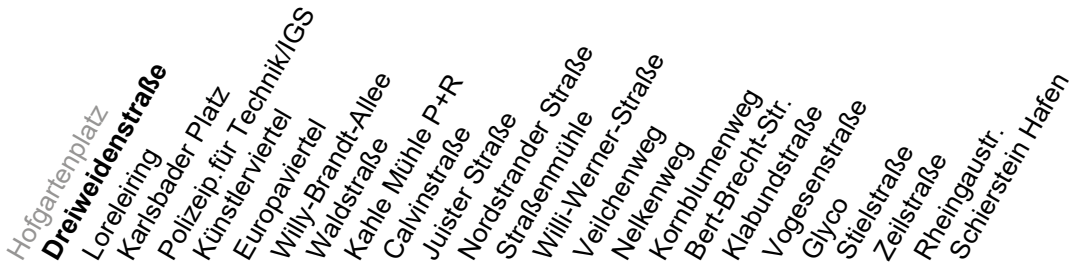 Hofgartenplatz
Dreiweidenstraße
Loreleiring
Karlsbader Platz
Polizeip.für Technik/IGS
Künstlerviertel
Europaviertel
Willy-Brandt-Allee
Waldstraße
Kahle Mühle P+R
Calvinstraße
Juister Straße
Nordstrander Straße
Straßenmühle
Willi-Werner-Straße
Veilchenweg
Nelkenweg
Kornblumenweg
Bert-Brecht-Str.
Klabundstraße
Vogesenstraße
Glyco
Stielstraße
Zeilstraße
Rheingaustr.
Schierstein Hafen